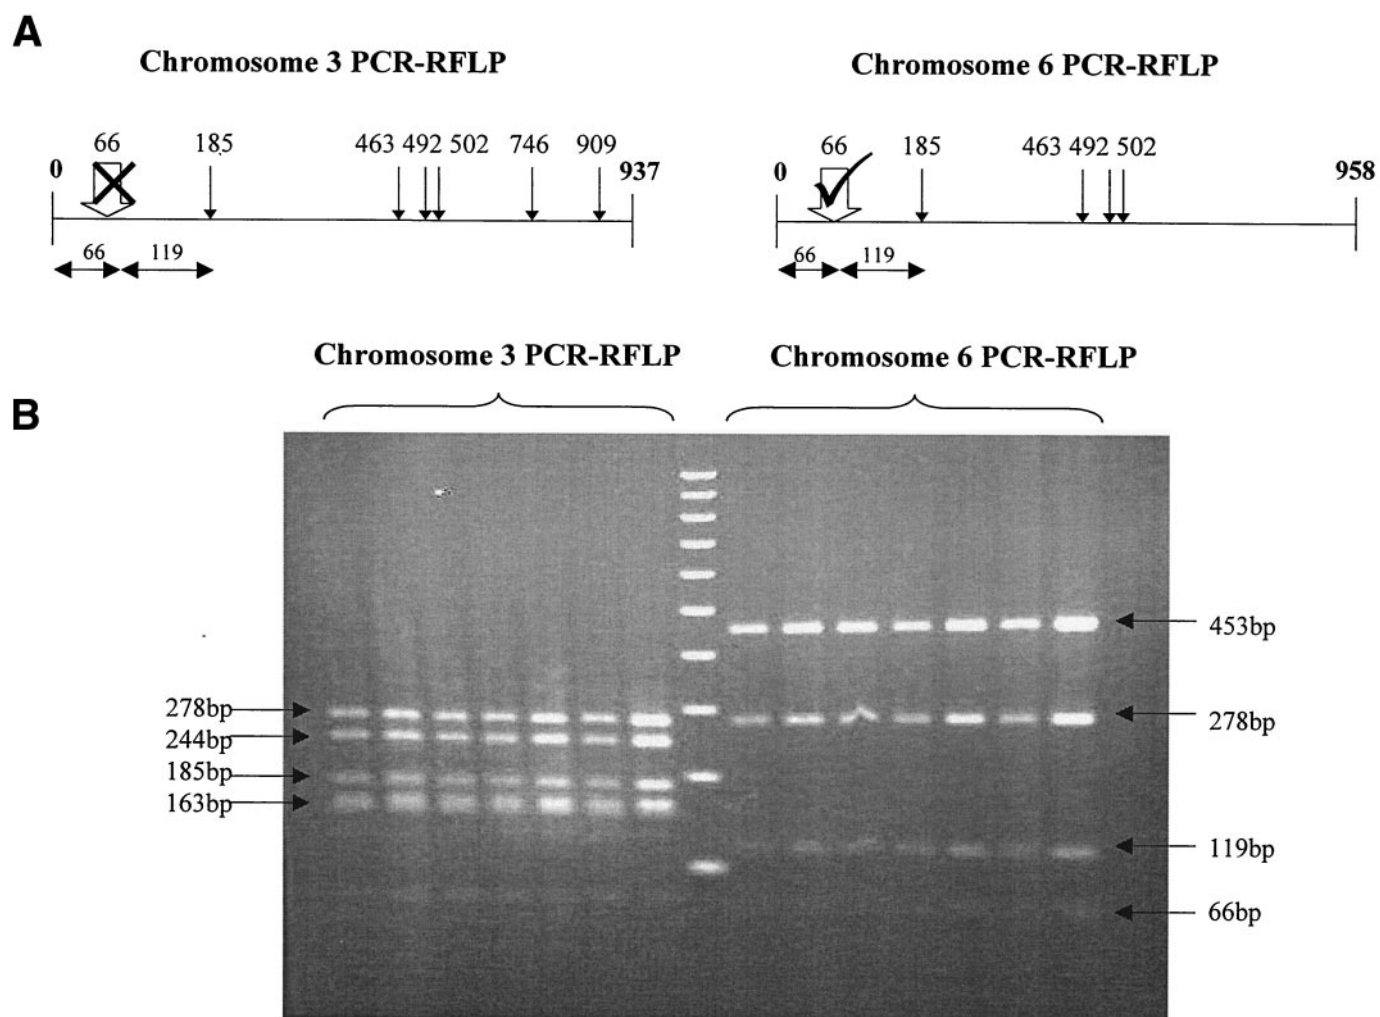 A
Chromosome 3 PCR-RFLP
0 66 185 463 492 502 746 909 937
66 119
Chromosome 6 PCR-RFLP
0 66 185 463 492 502 958
66 119
B
Chromosome 3 PCR-RFLP
Chromosome 6 PCR-RFLP
278bp
244bp
185bp
163bp
453bp
278bp
119bp
66bp